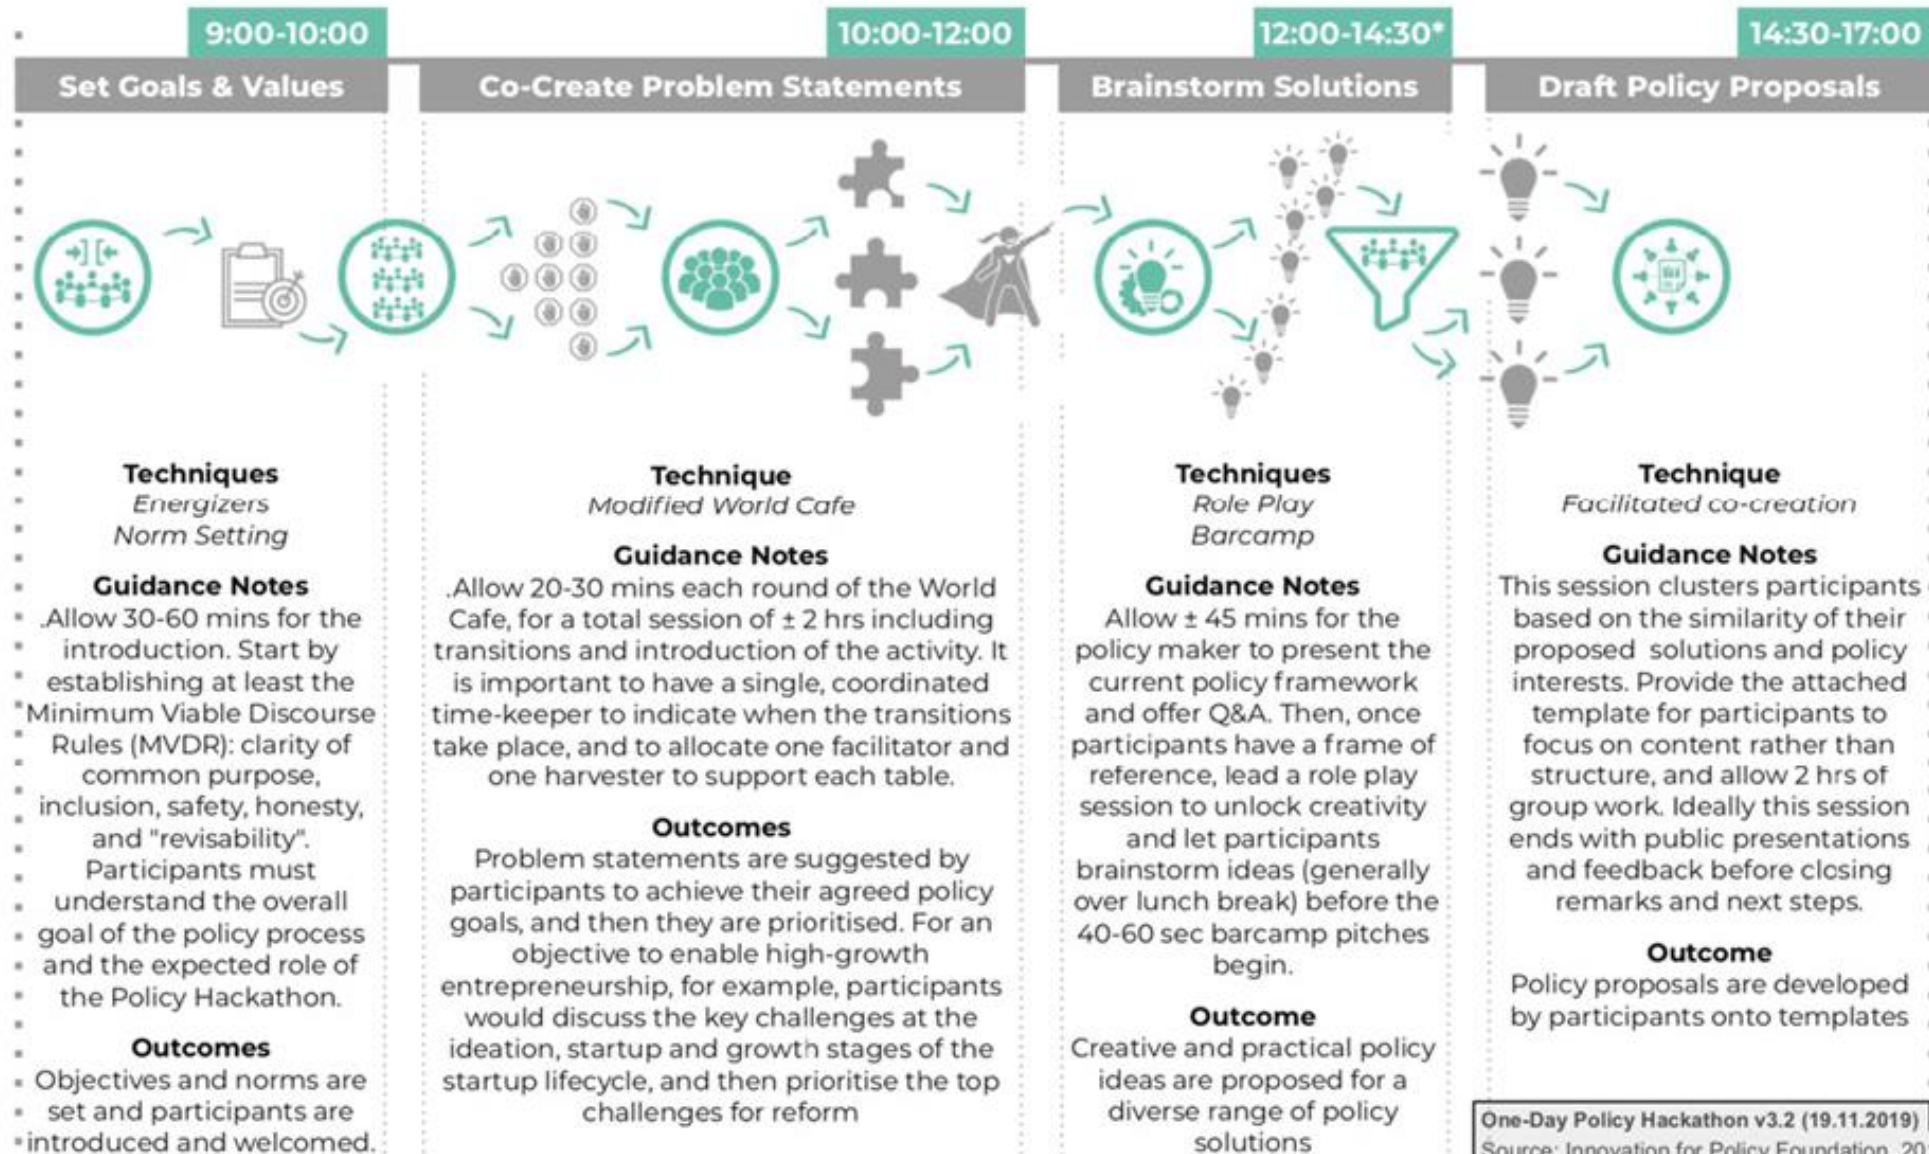 9:00-10:00
Set Goals & Values
Techniques
Energizers
Norm Setting
Guidance Notes
.Allow 30-60 mins for the
introduction. Start by
establishing at least the
Minimum Viable Discourse
Rules (MVDR): clarity of
common purpose,
inclusion, safety, honesty,
and "revisability".
Participants must
understand the overall
goal of the policy process
and the expected role of
the Policy Hackathon.
Outcomes
Objectives and norms are
set and participants are
introduced and welcomed.
10:00-12:00
Co-Create Problem Statements
Technique
Modified World Cafe
Guidance Notes
.Allow 20-30 mins each round of the World
Cafe, for a total session of ± 2 hrs including
transitions and introduction of the activity. It
is important to have a single, coordinated
time-keeper to indicate when the transitions
take place, and to allocate one facilitator and
one harvester to support each table.
Outcomes
Problem statements are suggested by
participants to achieve their agreed policy
goals, and then they are prioritised. For an
objective to enable high-growth
entrepreneurship, for example, participants
would discuss the key challenges at the
ideation, startup and growth stages of the
startup lifecycle, and then prioritise the top
challenges for reform
12:00-14:30*
Brainstorm Solutions
Techniques
Role Play
Barcamp
Guidance Notes
Allow ± 45 mins for the
policy maker to present the
current policy framework
and offer Q&A. Then, once
participants have a frame of
reference, lead a role play
session to unlock creativity
and let participants
brainstorm ideas (generally
over lunch break) before the
40-60 sec barcamp pitches
begin.
Outcome
Creative and practical policy
ideas are proposed for a
diverse range of policy
solutions
14:30-17:00
Draft Policy Proposals
Technique
Facilitated co-creation
Guidance Notes
This session clusters participants
based on the similarity of their
proposed solutions and policy
interests. Provide the attached
template for participants to
focus on content rather than
structure, and allow 2 hrs of
group work. Ideally this session
ends with public presentations
and feedback before closing
remarks and next steps.
Outcome
Policy proposals are developed
by participants onto templates
One-Day Policy Hackathon v3.2 (19.11.2019)
Source: Innovation for Policy Foundation, 20